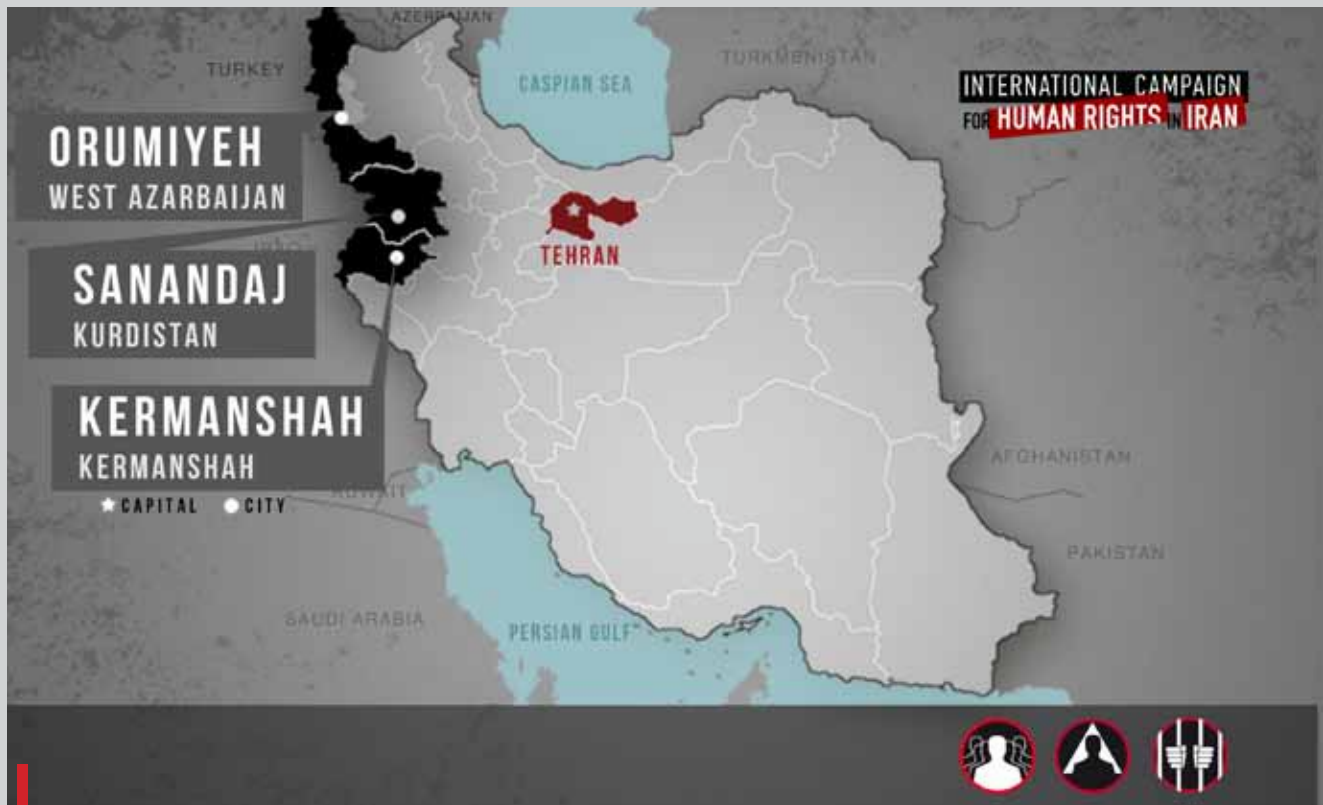 AZERBAIJAN
TURKEY
TURKMENISTAN
CASPIAN SEA
INTERNATIONAL CAMPAIGN
FOR HUMAN RIGHTS IN IRAN
ORUMIYEH
WEST AZARBAIJAN
SANANDAJ
KURDISTAN
TEHRAN
KERMANSHAH
KERMANSHAH
CAPITAL CITY
KUWAIT
AFGHANISTAN
PAKISTAN
SAUDI ARABIA
PERSIAN GULF